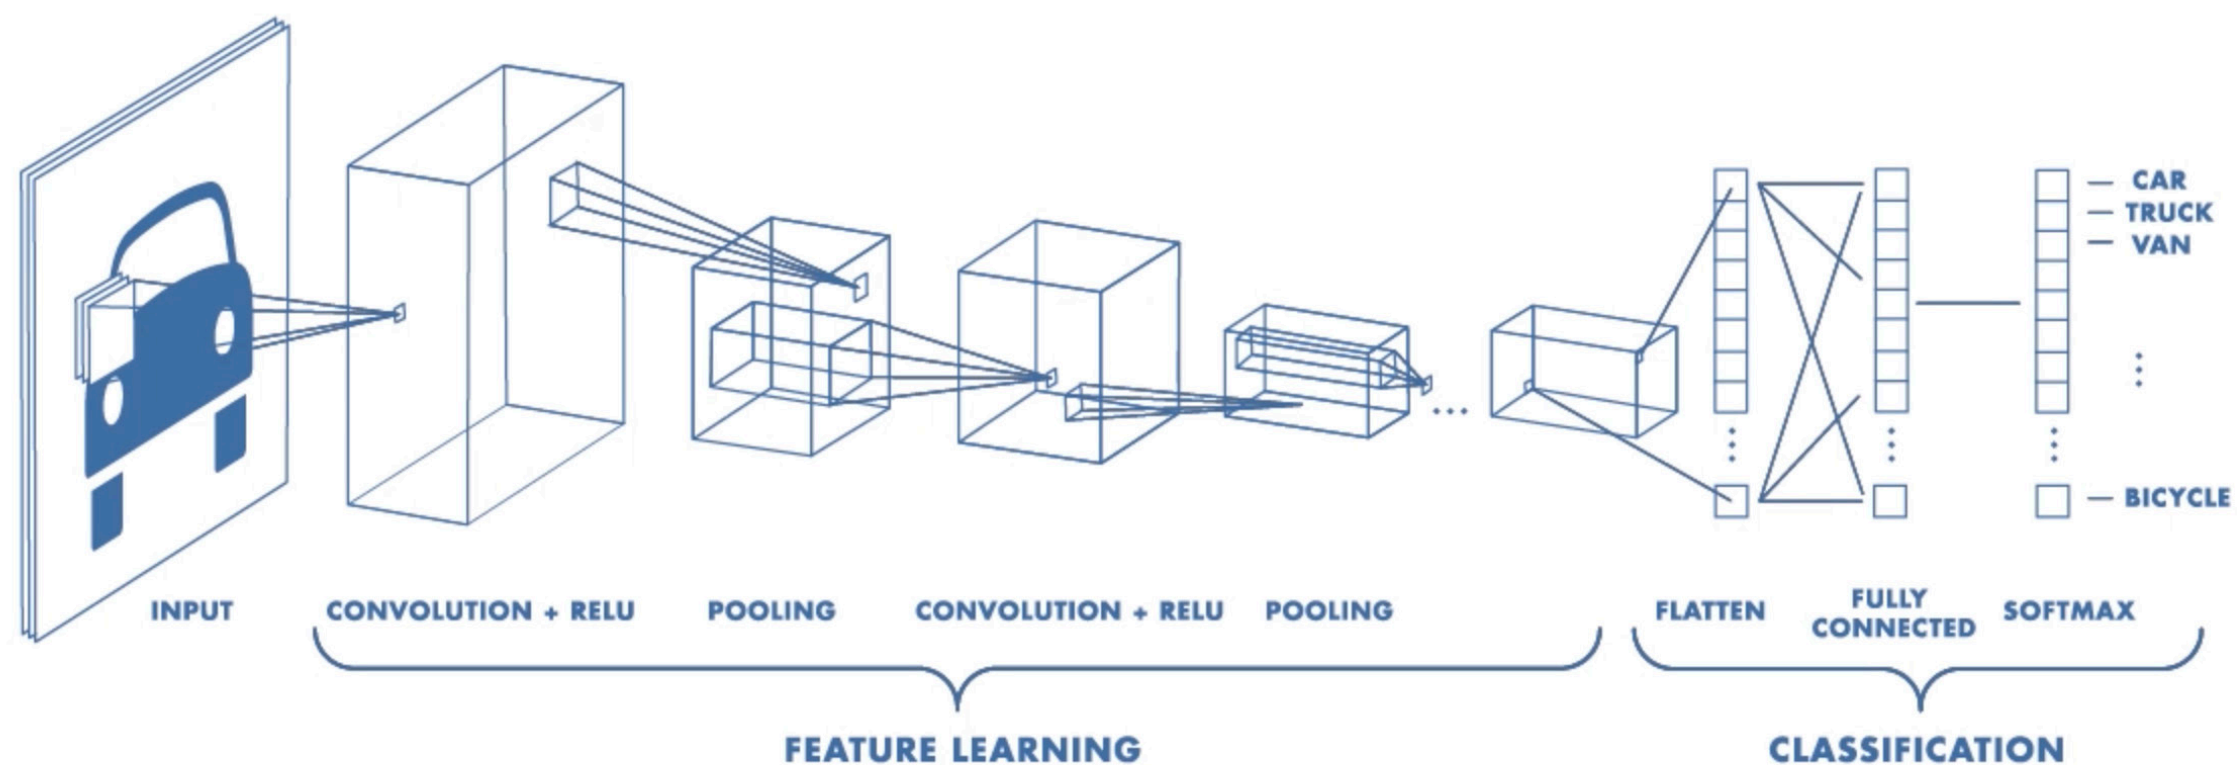 CAR
TRUCK
VAN
BICYCLE
INPUT
CONVOLUTION + RELU
POOLING
CONVOLUTION + RELU
POOLING
FLATTEN
FULLY
CONNECTED
SOFTMAX
FEATURE LEARNING
CLASSIFICATION